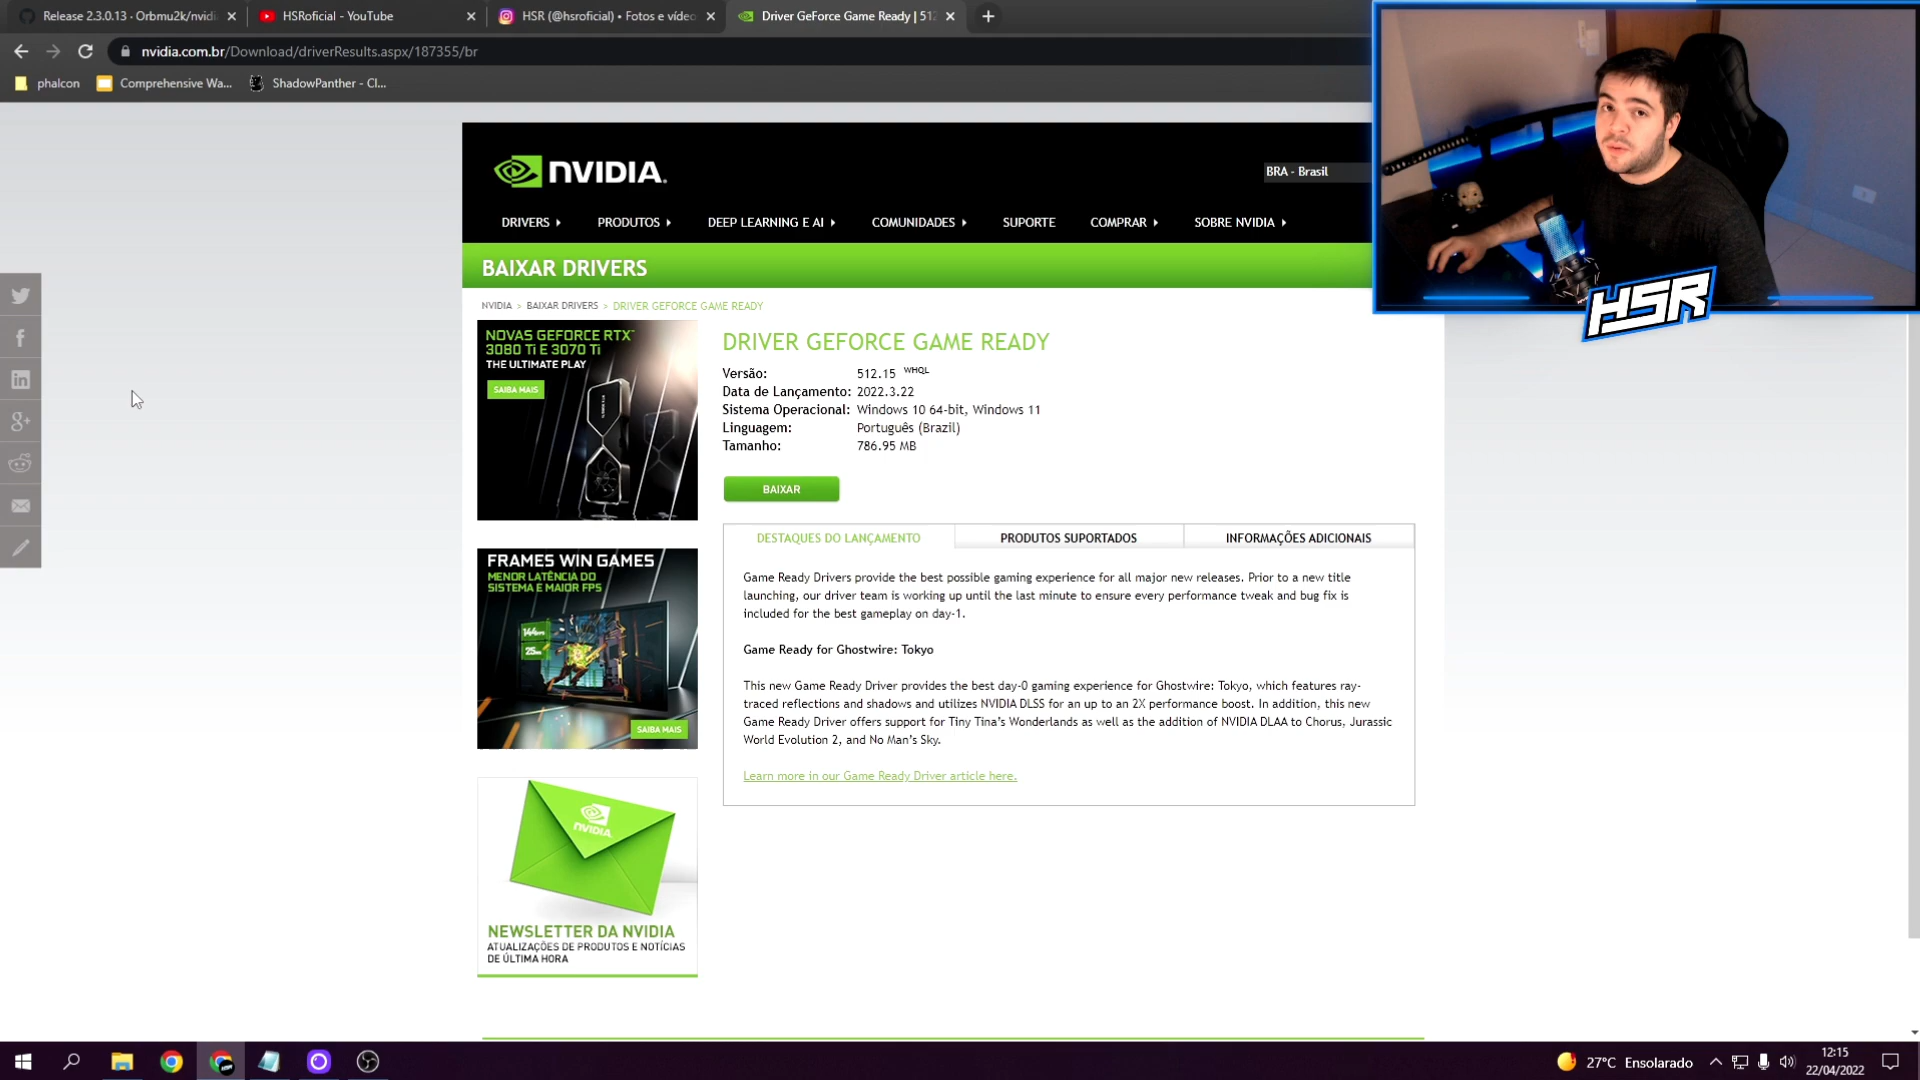 Release 2.3.0.13 · Orbmu2k/nvidi
HSRoficial - YouTube
HSR (@hsroficial) • Fotos e vídeo
Driver GeForce Game Ready | 512
nvidia.com.br/Download/driverResults.aspx/187355/br
phalcon
Comprehensive Wa...
ShadowPanther - Cl...
NVIDIA.
BRA - Brasil
DRIVERS
PRODUTOS
DEEP LEARNING E AI
COMUNIDADES
SUPORTE
COMPRAR
SOBRE NVIDIA
BAIXAR DRIVERS
NVIDIA > BAIXAR DRIVERS > DRIVER GEFORCE GAME READY
NOVAS GEFORCE RTX™
3080 Ti E 3070 Ti
THE ULTIMATE PLAY
SAIBA MAIS
DRIVER GEFORCE GAME READY
Versão: 512.15 WHQL
Data de Lançamento: 2022.3.22
Sistema Operacional: Windows 10 64-bit, Windows 11
Linguagem: Português (Brazil)
Tamanho: 786.95 MB
BAIXAR
DESTAQUES DO LANÇAMENTO
PRODUTOS SUPORTADOS
INFORMAÇÕES ADICIONAIS
Game Ready Drivers provide the best possible gaming experience for all major new releases. Prior to a new title
launching, our driver team is working up until the last minute to ensure every performance tweak and bug fix is
included for the best gameplay on day-1.
Game Ready for Ghostwire: Tokyo
This new Game Ready Driver provides the best day-0 gaming experience for Ghostwire: Tokyo, which features ray-
traced reflections and shadows and utilizes NVIDIA DLSS for an up to an 2X performance boost. In addition, this new
Game Ready Driver offers support for Tiny Tina's Wonderlands as well as the addition of NVIDIA DLAA to Chorus, Jurassic
World Evolution 2, and No Man's Sky.
Learn more in our Game Ready Driver article here.
FRAMES WIN GAMES
MENOR LATÊNCIA DO
SISTEMA E MAIOR FPS
144FPS
25ms
SAIBA MAIS
NVIDIA.
NEWSLETTER DA NVIDIA
ATUALIZAÇÕES DE PRODUTOS E NOTÍCIAS
DE ÚLTIMA HORA
HSR
27°C Ensolarado
12:15
22/04/2022